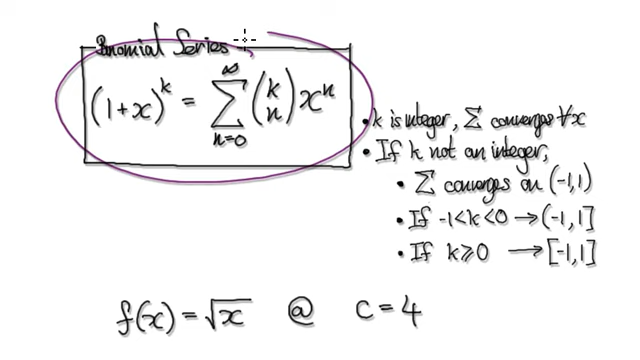 Binomial Series
(1+x)^k = ∑_{n=0}^{∞} (k n) x^n
• k is integer, ∑ converges ∀x
• If k not an integer,
• ∑ converges on (-1,1)
• If -1<k<0 → (-1,1]
• If k⩾0 → [-1,1]
f(x) = √x @ c = 4